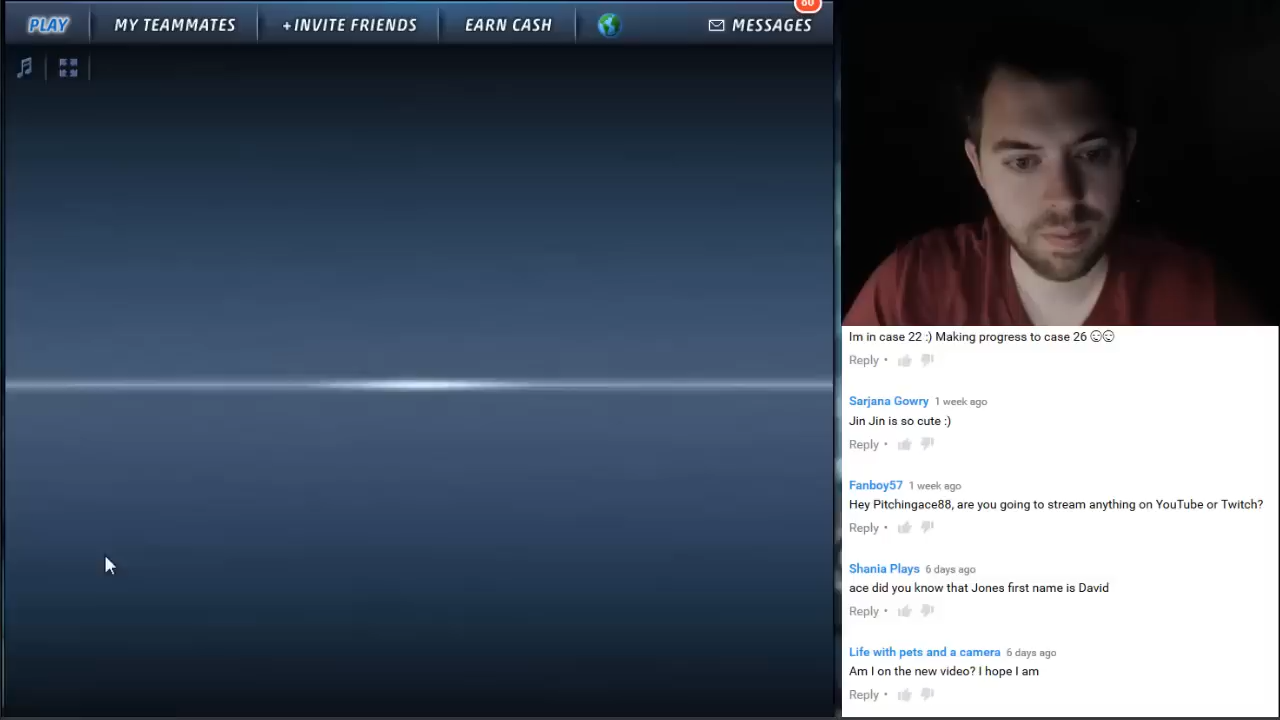 PLAY MY TEAMMATES +INVITE FRIENDS EARN CASH MESSAGES 80
Im in case 22 :) Making progress to case 26
Reply •
Sarjana Gowry 1 week ago
Jin Jin is so cute :)
Reply •
Fanboy57 1 week ago
Hey Pitchingace88, are you going to stream anything on YouTube or Twitch?
Reply •
Shania Plays 6 days ago
ace did you know that Jones first name is David
Reply •
Life with pets and a camera 6 days ago
Am I on the new video? I hope I am
Reply •